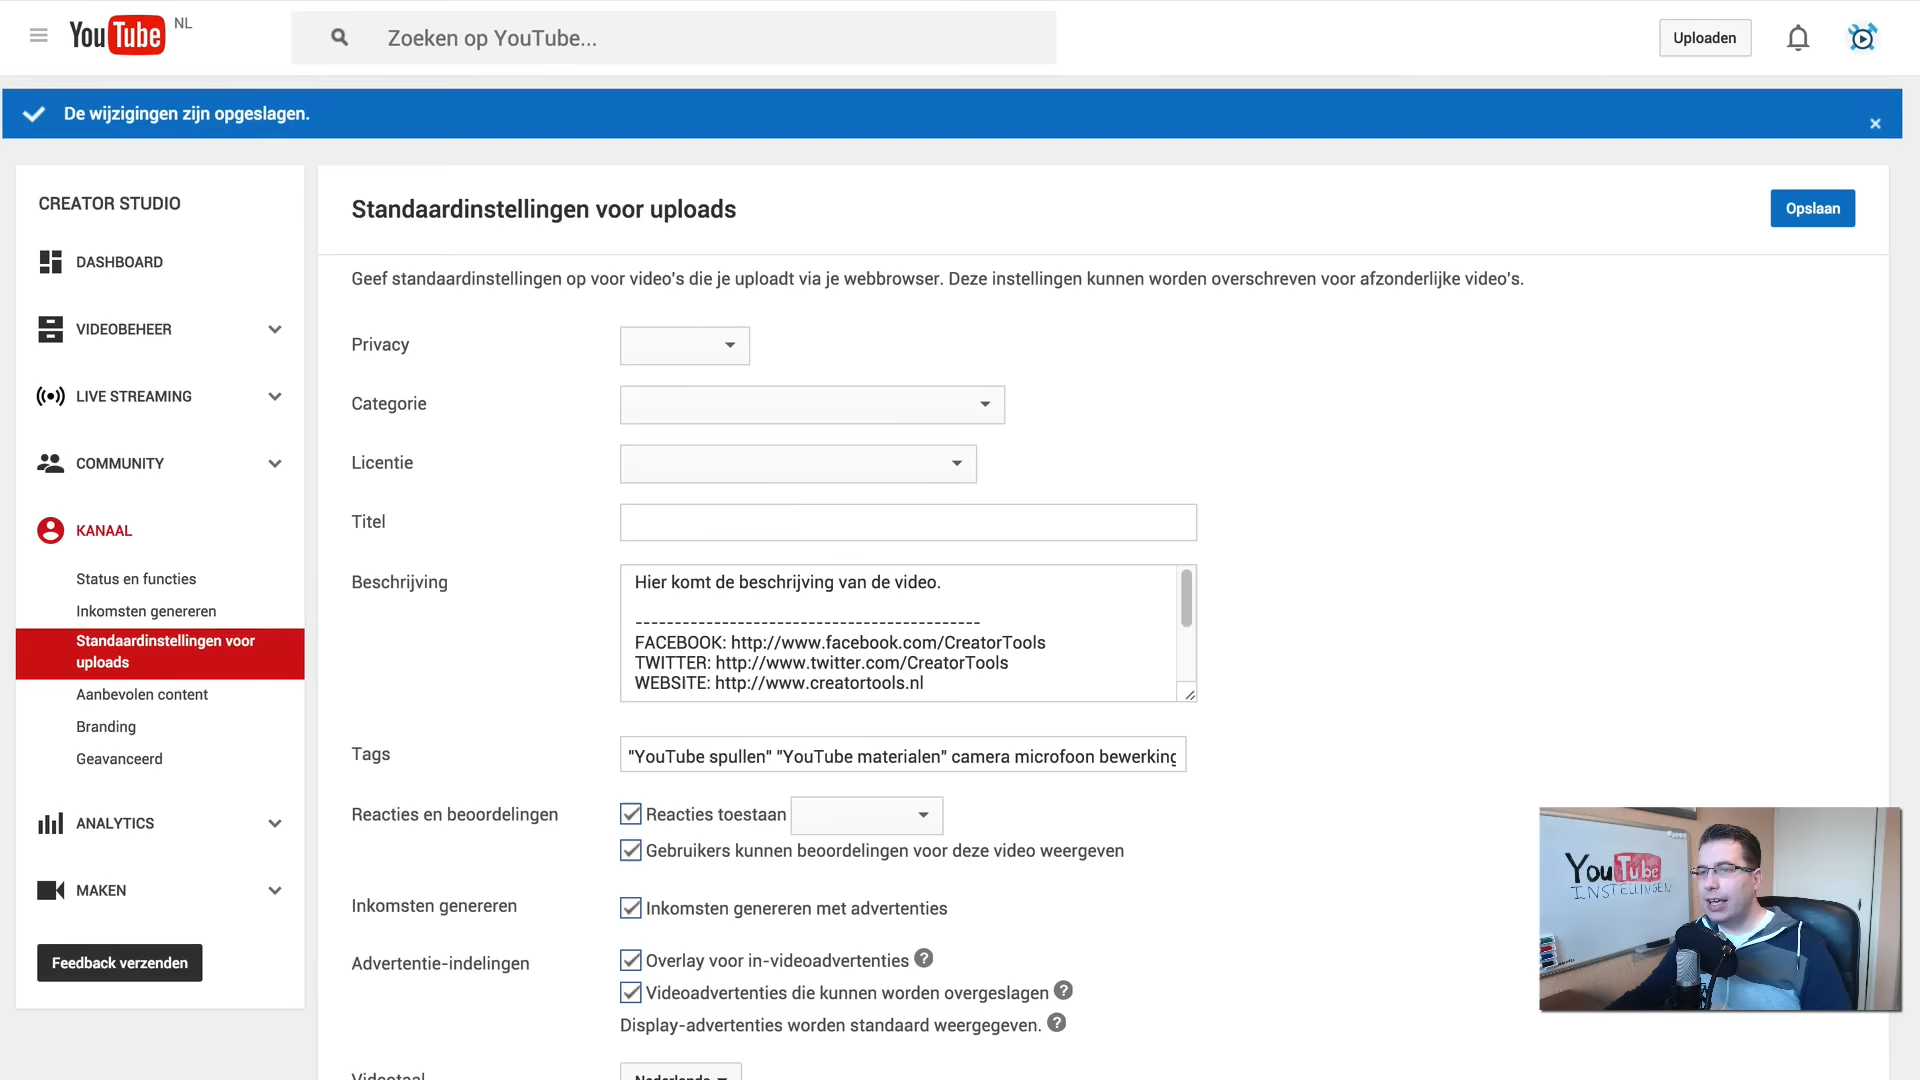 YouTube NL
Zoeken op YouTube...
Uploaden
De wijzigingen zijn opgeslagen.
CREATOR STUDIO
DASHBOARD
VIDEOBEHEER
LIVE STREAMING
COMMUNITY
KANAAL
Status en functies
Inkomsten genereren
Standaardinstellingen voor
uploads
Aanbevolen content
Branding
Geavanceerd
ANALYTICS
MAKEN
Feedback verzenden
Standaardinstellingen voor uploads
Opslaan
Geef standaardinstellingen op voor video's die je uploadt via je webbrowser. Deze instellingen kunnen worden overschreven voor afzonderlijke video's.
Privacy
Categorie
Licentie
Titel
Beschrijving
Hier komt de beschrijving van de video.
--------------------------------------------
FACEBOOK: http://www.facebook.com/CreatorTools
TWITTER: http://www.twitter.com/CreatorTools
WEBSITE: http://www.creatortools.nl
Tags
"YouTube spullen" "YouTube materialen" camera microfoon bewerking
Reacties en beoordelingen
Reacties toestaan
Gebruikers kunnen beoordelingen voor deze video weergeven
Inkomsten genereren
Inkomsten genereren met advertenties
Advertentie-indelingen
Overlay voor in-videoadvertenties ?
Videoadvertenties die kunnen worden overgeslagen ?
Display-advertenties worden standaard weergegeven. ?
Videotaal
Nederlands
YouTube
INSTELLINGEN